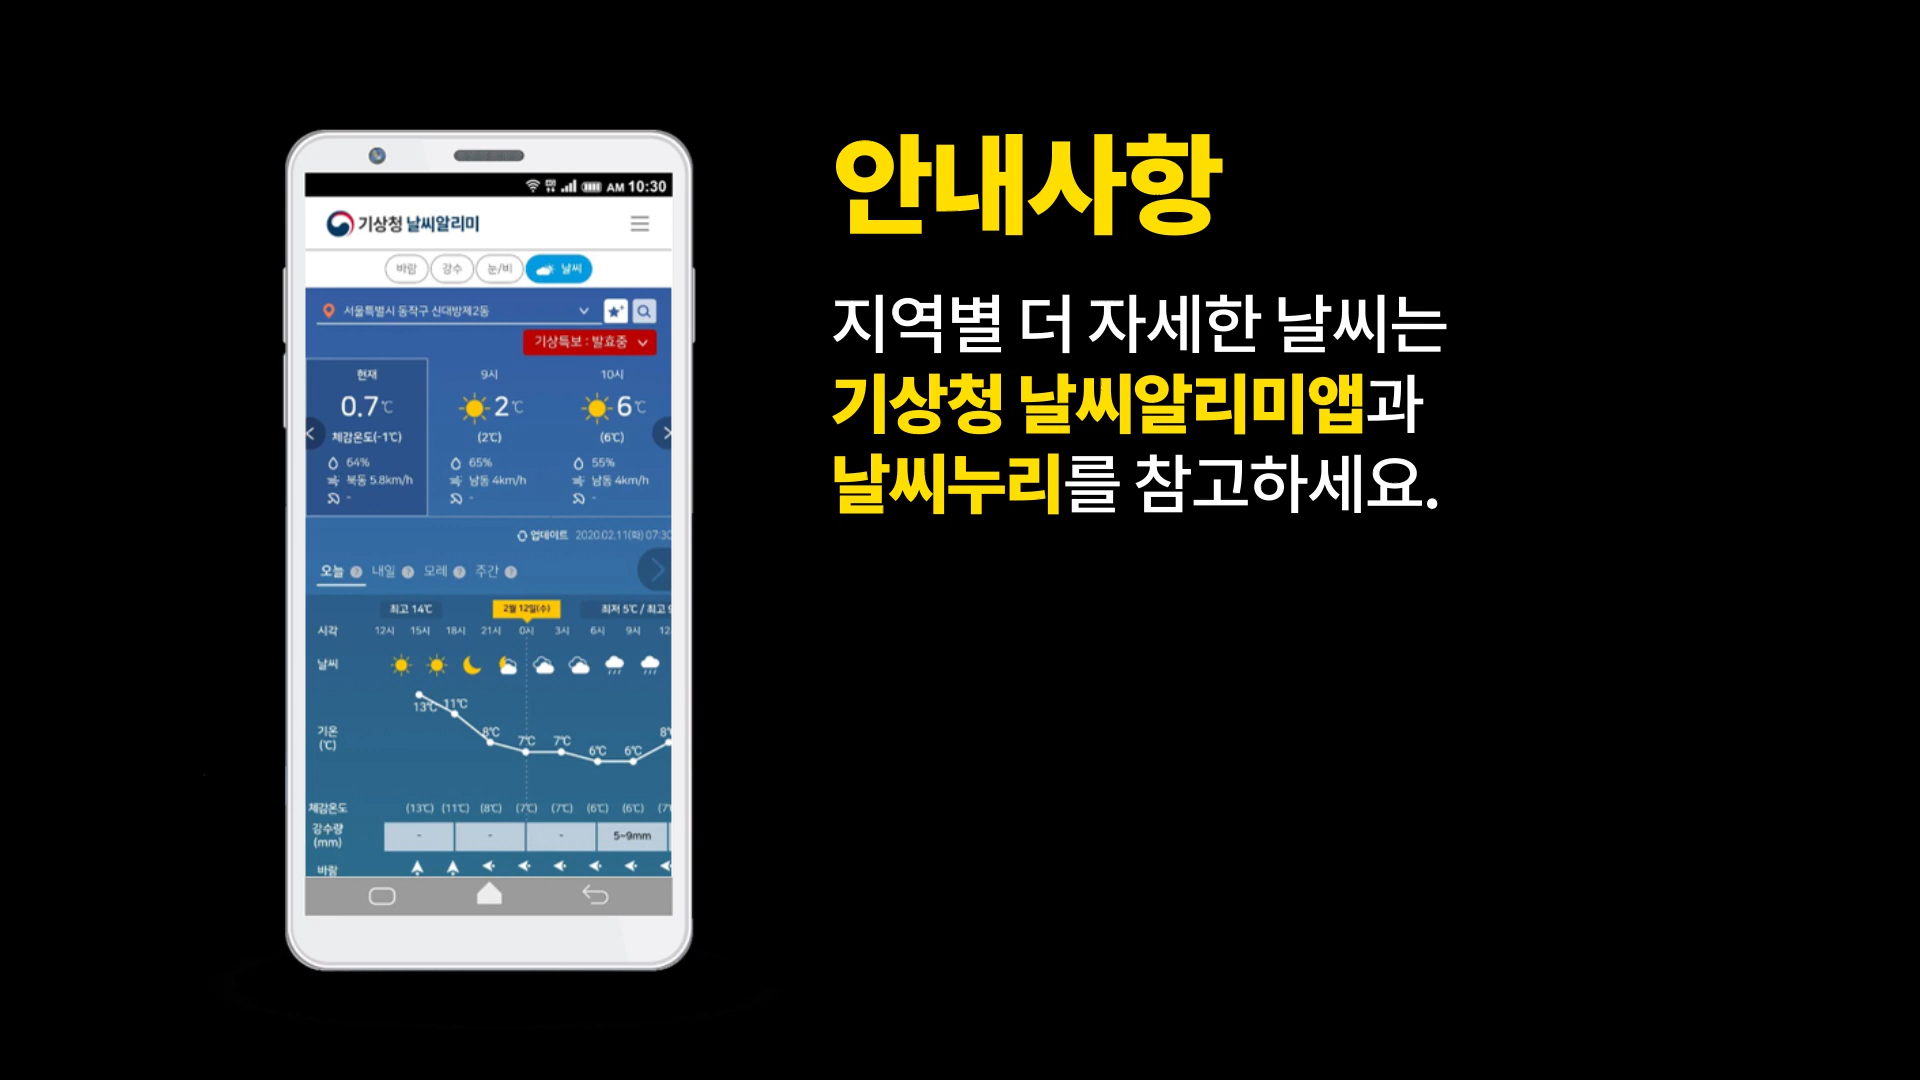 AM 10:30
기상청 날씨알리미
바람 강수 눈/비 날씨
서울특별시 동작구 신대방제2동
기상특보 : 발효중
현재 9시 10시
0.7℃ 2℃ 6℃
체감온도(-1℃) (2℃) (6℃)
64% 65% 55%
북동 5.8km/h 남동 4km/h 남동 4km/h
- - -
업데이트 2020.02.11(화) 07:30
오늘 ? 내일 ? 모레 ? 주간 ?
최고 14℃ 2월 12일(수) 최저 5℃ / 최고 9
시각 12시 15시 18시 21시 0시 3시 6시 9시 12
날씨
기온
(℃)
13℃ 11℃ 8℃ 7℃ 7℃ 6℃ 6℃ 8
체감온도 (13℃) (11℃) (8℃) (7℃) (7℃) (6℃) (6℃) (7
강수량
(mm)
- - - 5~9mm
바람
안내사항
지역별 더 자세한 날씨는
기상청 날씨알리미앱과
날씨누리를 참고하세요.